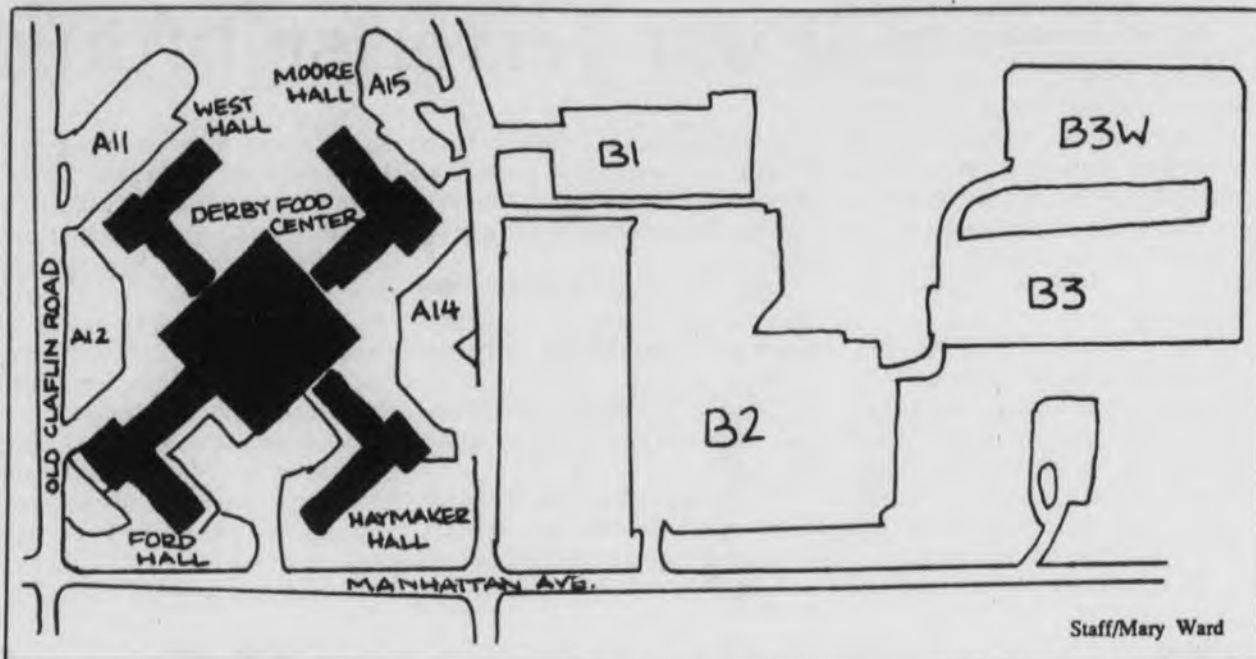 MOORE
HALL
A15
WEST
HALL
A11
B1
B3W
DERBY FOOD
CENTER
OLD CLAFLIN ROAD
A14
B3
A12
B2
FORD
HALL
HAYMAKER
HALL
MANHATTAN AVE.
Staff/Mary Ward